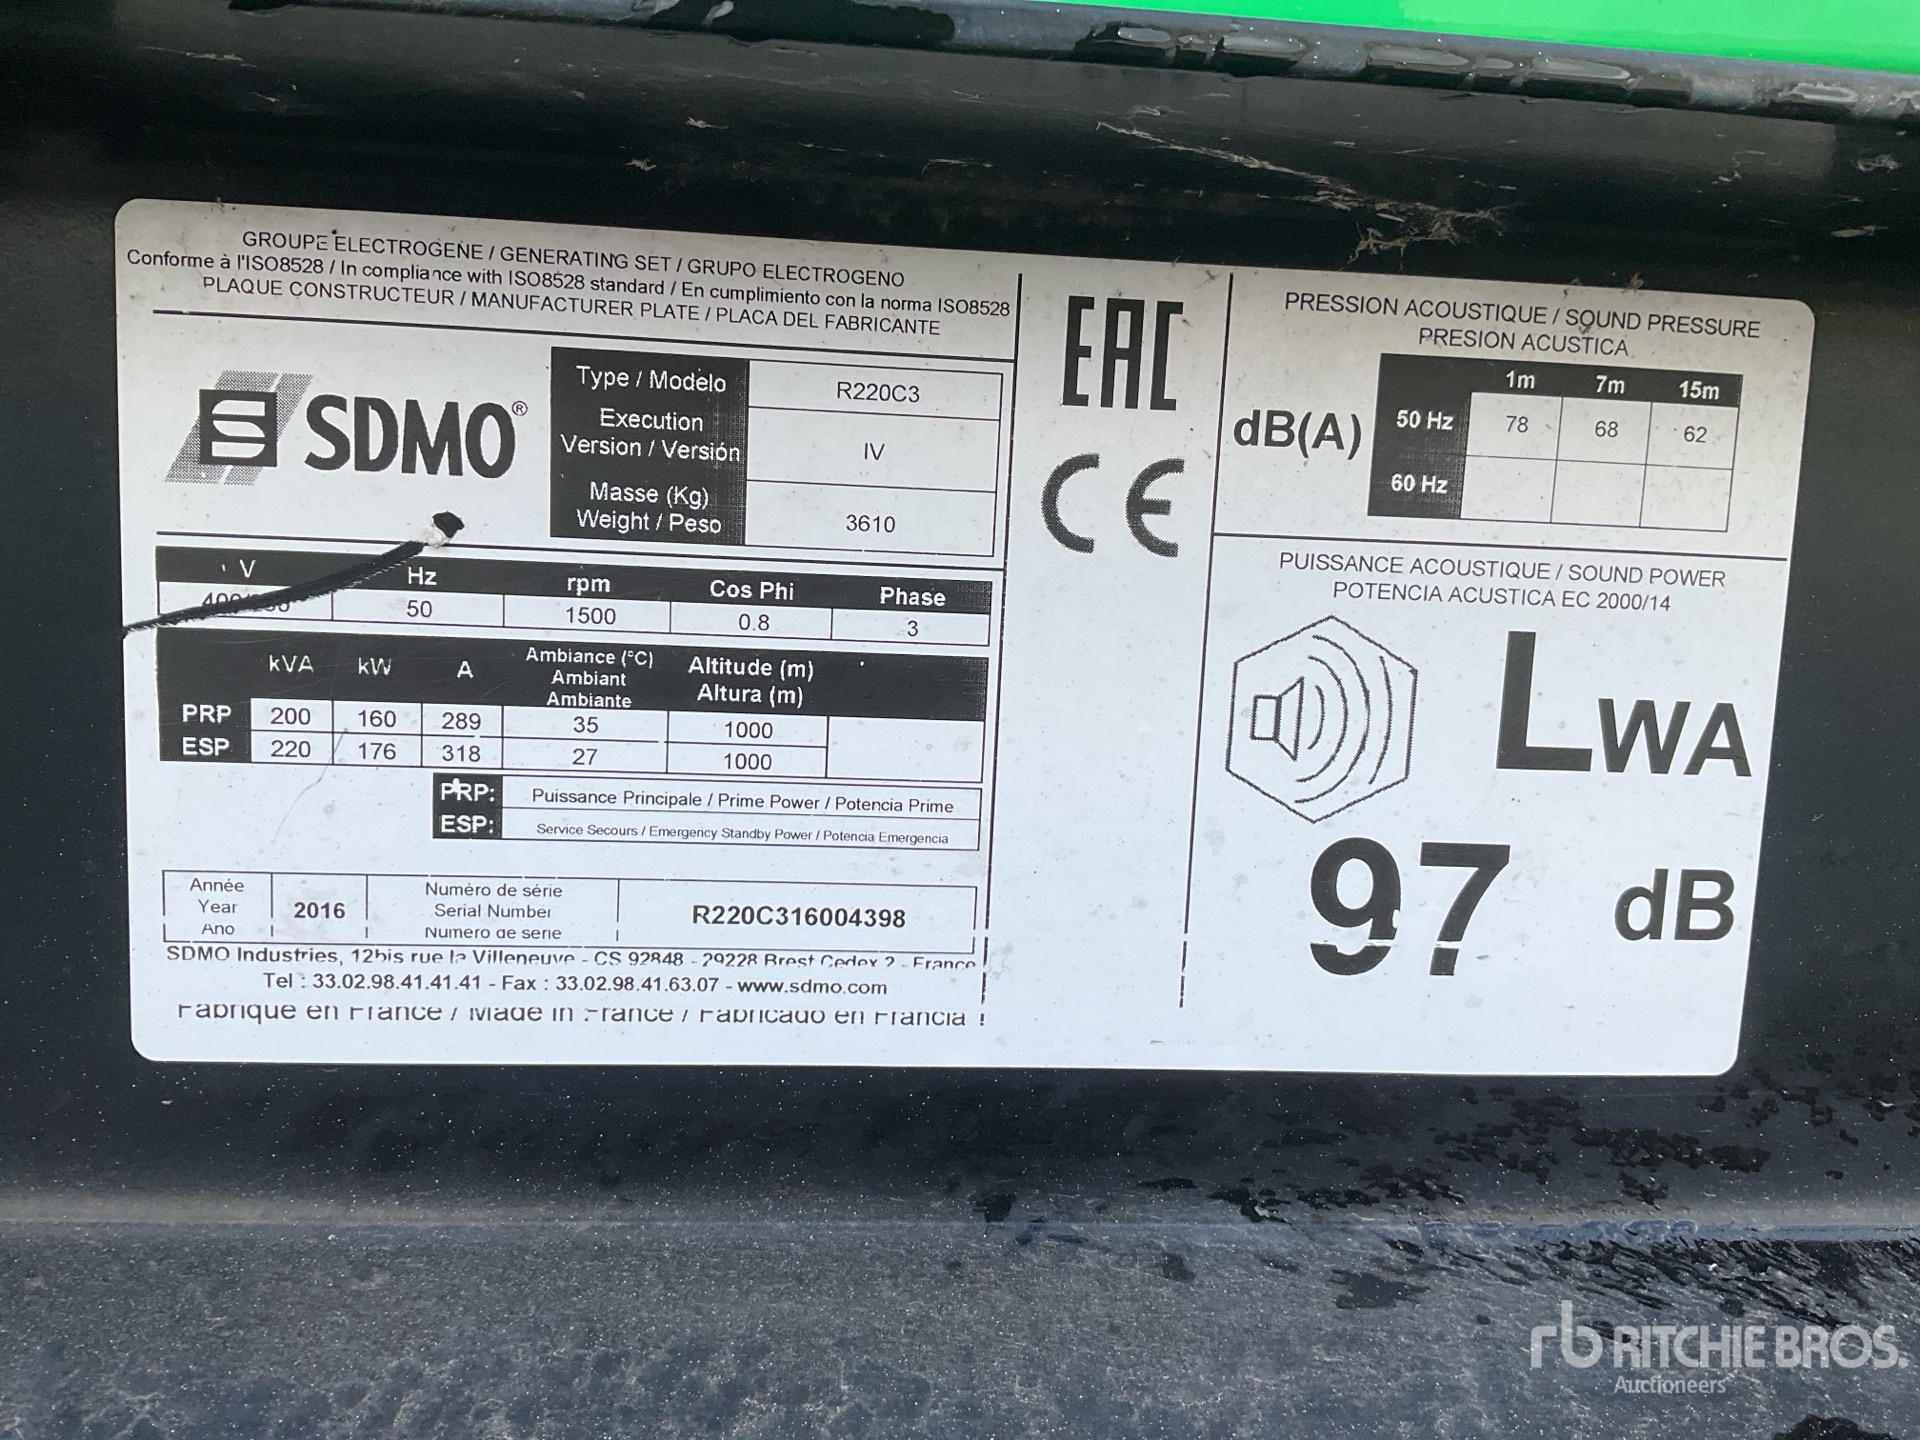 GROUPE ELECTROGENE / GENERATING SET / GRUPO ELECTROGENO
Conforme à l'ISO8528 / In compliance with ISO8528 standard / En cumplimiento con la norma ISO8528
PLAQUE CONSTRUCTEUR / MANUFACTURER PLATE / PLACA DEL FABRICANTE
SDMO®
Type / Modelo R220C3
Execution
Version / Versión IV
Masse (Kg)
Weight / Peso 3610
V Hz rpm Cos Phi Phase
50 1500 0.8 3
kVA kW A Ambiance (°C) Altitude (m)
Ambiant Altura (m)
Ambiante
PRP 200 160 289 35 1000
ESP 220 176 318 27 1000
PRP: Puissance Principale / Prime Power / Potencia Prime
ESP: Service Secours / Emergency Standby Power / Potencia Emergencia
Année Numéro de série
Year 2016 Serial Number R220C316004398
Ano Numero de serie
SDMO Industries, 12bis rue la Villeneuve - CS 92848 - 29228 Brest Cedex 2 - France
Tel : 33.02.98.41.41.41 - Fax : 33.02.98.41.63.07 - www.sdmo.com
Fabrique en France / Made in France / Fabricado en Francia
EAC
CE
PRESSION ACOUSTIQUE / SOUND PRESSURE
PRESION ACUSTICA
1m 7m 15m
dB(A) 50 Hz 78 68 62
60 Hz
PUISSANCE ACOUSTIQUE / SOUND POWER
POTENCIA ACUSTICA EC 2000/14
LWA
97 dB
rb RITCHIE BROS.
Auctioneers